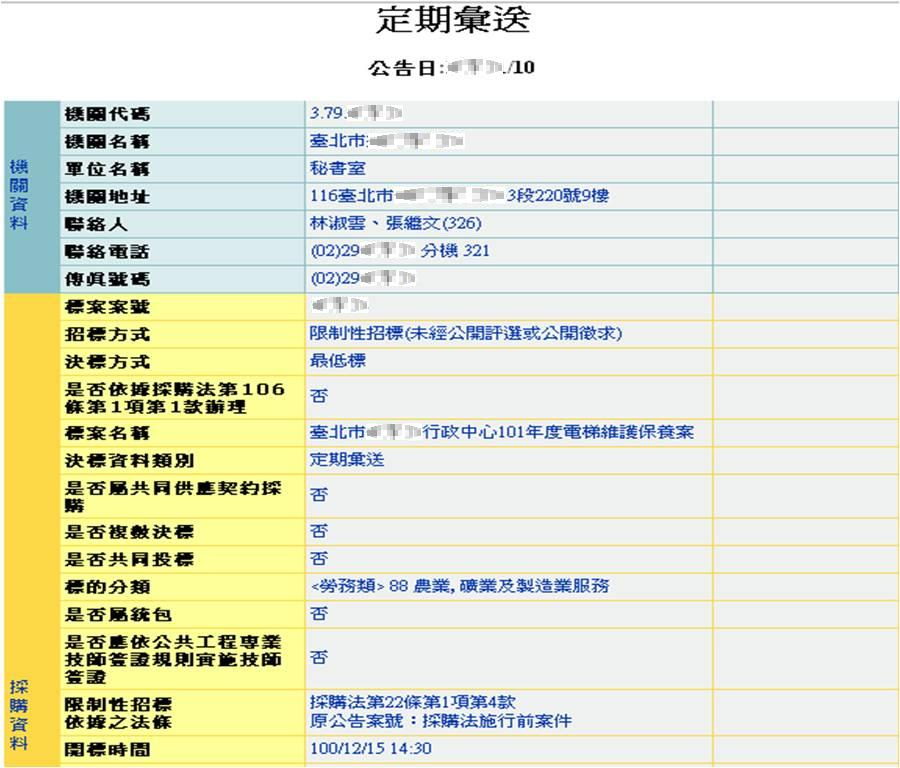 定期彙送
公告日: /10
機關資料
機關代碼 3.79.
機關名稱 臺北市
單位名稱 秘書室
機關地址 116臺北市 3段220號9樓
聯絡人 林淑雲、張繼文(326)
聯絡電話 (02)29 分機 321
傳真號碼 (02)29
採購資料
標案案號
招標方式 限制性招標(未經公開評選或公開徵求)
決標方式 最低標
是否依據採購法第106
條第1項第1款辦理 否
標案名稱 臺北市 行政中心101年度電梯維護保養案
決標資料類別 定期彙送
是否屬共同供應契約採
購 否
是否複數決標 否
是否共同投標 否
標的分類 <勞務類> 88 農業, 礦業及製造業服務
是否屬統包 否
是否應依公共工程專業
技師簽證規則實施技師
簽證 否
限制性招標 採購法第22條第1項第4款
依據之法條 原公告案號：採購法施行前案件
開標時間 100/12/15 14:30